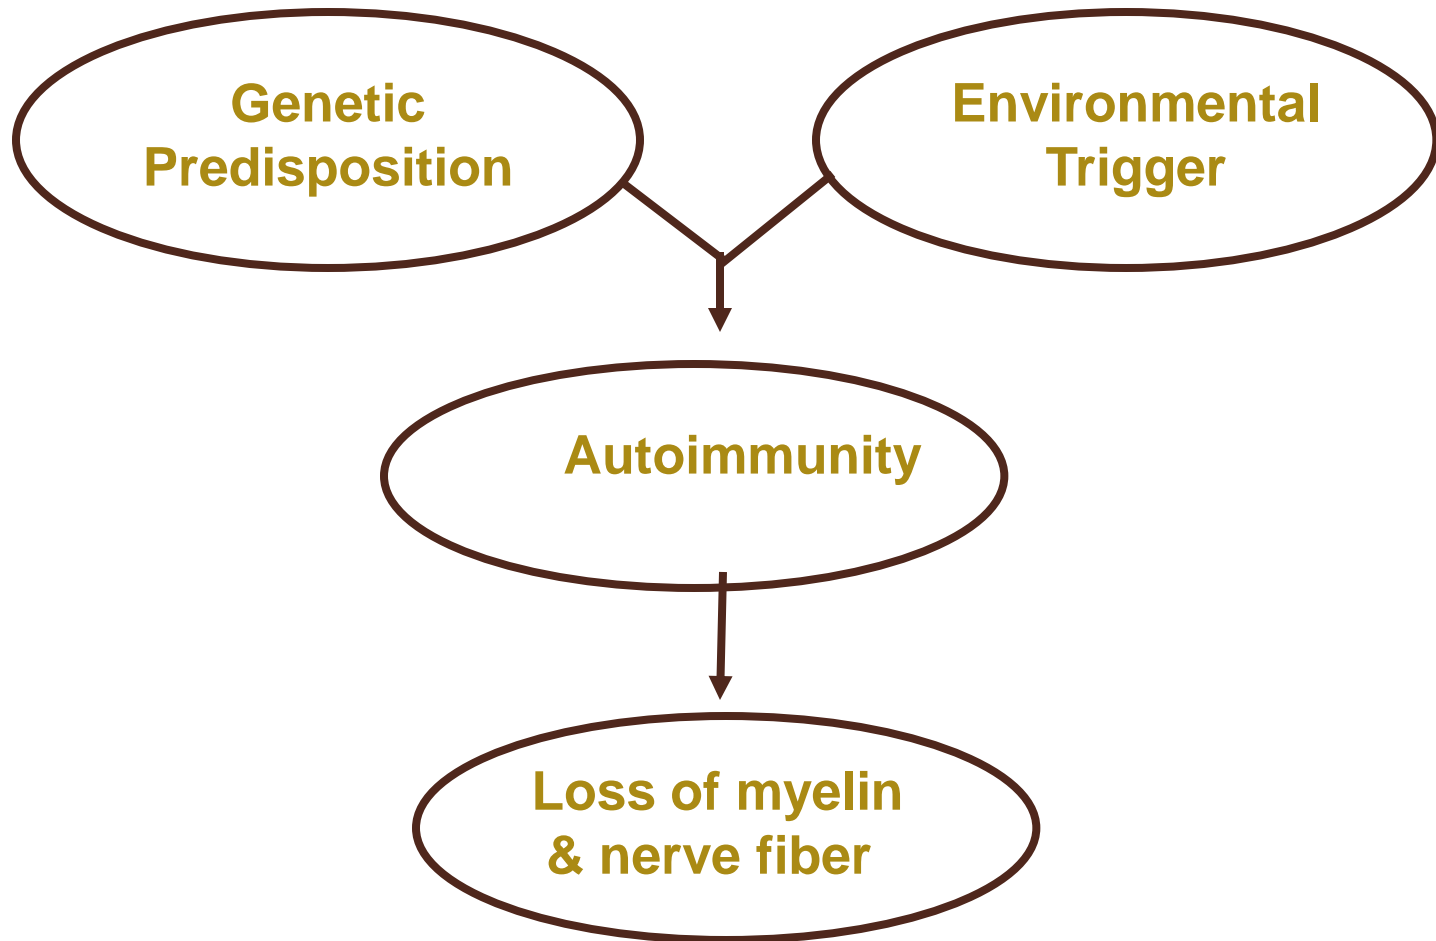 Genetic
Predisposition
Environmental
Trigger
Autoimmunity
Loss of myelin
& nerve fiber